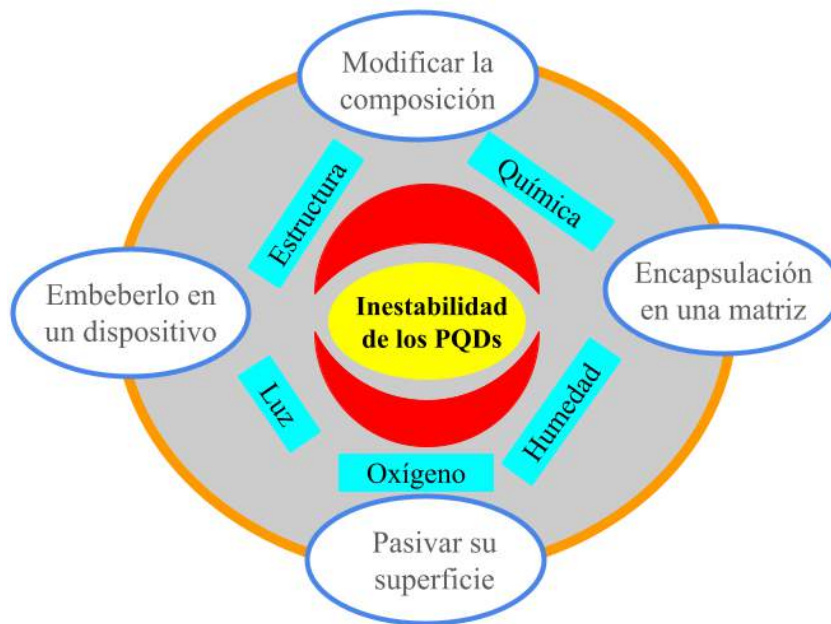 Modificar la
composición
Estructura
Química
Embeberlo en
un dispositivo
Inestabilidad
de los PQDs
Encapsulación
en una matriz
Luz
Humedad
Oxígeno
Pasivar su
superficie